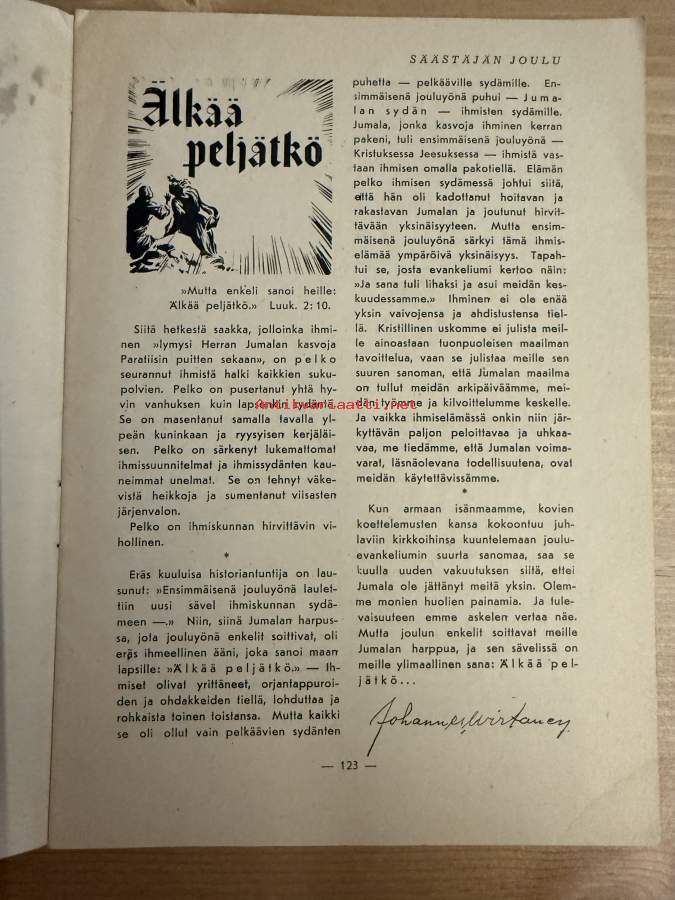 SÄÄSTÄJÄN JOULU
Älkää
peljätkö
»Mutta enkeli sanoi heille:
Älkää peljätkö.» Luuk. 2: 10.
Siitä hetkestä saakka, jolloinka ihmi-
nen »lymysi Herran Jumalan kasvoja
Paratiisin puitten sekaan», on pelko
seurannut ihmistä halki kaikkien suku-
polvien. Pelko on pusertanut yhtä hy-
vin vanhuksen kuin lapsenkin sydäntä.
Se on masentanut samalla tavalla yl-
peän kuninkaan ja ryysyisen kerjäläi-
sen. Pelko on särkenyt lukemattomat
ihmissuunnitelmat ja ihmissydänten kau-
neimmat unelmat. Se on tehnyt väke-
vistä heikkoja ja sumentanut viisasten
järjenvalon.
Pelko on ihmiskunnan hirvittävin vi-
hollinen.
*
Eräs kuuluisa historiantuntija on lau-
sunut: »Ensimmäisenä jouluyönä laulet-
tiin uusi sävel ihmiskunnan sydä-
meen —.» Niin, siinä Jumalan harpus-
sa, jota jouluyönä enkelit soittivat, oli
eräs ihmeellinen ääni, joka sanoi maan
lapsille: »Älkää peljätkö.» — Ih-
miset olivat yrittäneet, orjantappuroi-
den ja ohdakkeiden tiellä, lohduttaa ja
rohkaista toinen toistansa. Mutta kaikki
se oli ollut vain pelkäävien sydänten
puhetta — pelkääville sydämille. En-
simmäisenä jouluyönä puhui — Juma-
lan sydän — ihmisten sydämille.
Jumala, jonka kasvoja ihminen kerran
pakeni, tuli ensimmäisenä jouluyönä —
Kristuksessa Jeesuksessa — ihmistä vas-
taan ihmisen omalla pakotiellä. Elämän
pelko ihmisen sydämessä johtui siitä,
että hän oli kadottanut hoitavan ja
rakastavan Jumalan ja joutunut hirvit-
tävään yksinäisyyteen. Mutta ensim-
mäisenä jouluyönä särkyi tämä ihmis-
elämää ympäröivä yksinäisyys. Tapah-
tui se, josta evankeliumi kertoo näin:
»Ja sana tuli lihaksi ja asui meidän kes-
kuudessamme.» Ihminen ei ole enää
yksin vaivojensa ja ahdistustensa tiel-
lä. Kristillinen uskomme ei julista meil-
le ainoastaan tuonpuoleisen maailman
tavoittelua, vaan se julistaa meille sen
suuren sanoman, että Jumalan maailma
on tullut meidän arkipäiväämme, mei-
dän työmme ja kilvoittelumme keskelle.
Ja vaikka ihmiselämässä onkin niin jär-
kyttävän paljon peloittavaa ja uhkaa-
vaa, me tiedämme, että Jumalan voima-
varat, läsnäolevana todellisuutena, ovat
meidän käytettävissämme.
*
Kun armaan isänmaamme, kovien
koettelemusten kansa kokoontuu juh-
laviin kirkkoihinsa kuuntelemaan joulu-
evankeliumin suurta sanomaa, saa se
kuulla uuden vakuutuksen siitä, ettei
Jumala ole jättänyt meitä yksin. Olem-
me monien huolien painamia. Ja tule-
vaisuuteen emme askelen vertaa näe.
Mutta joulun enkelit soittavat meille
Jumalan harppua, ja sen sävelissä on
meille ylimaallinen sana: Älkää pel-
jätkö...
Johannes Wirtanen
— 123 —
Antikvariaatti.net